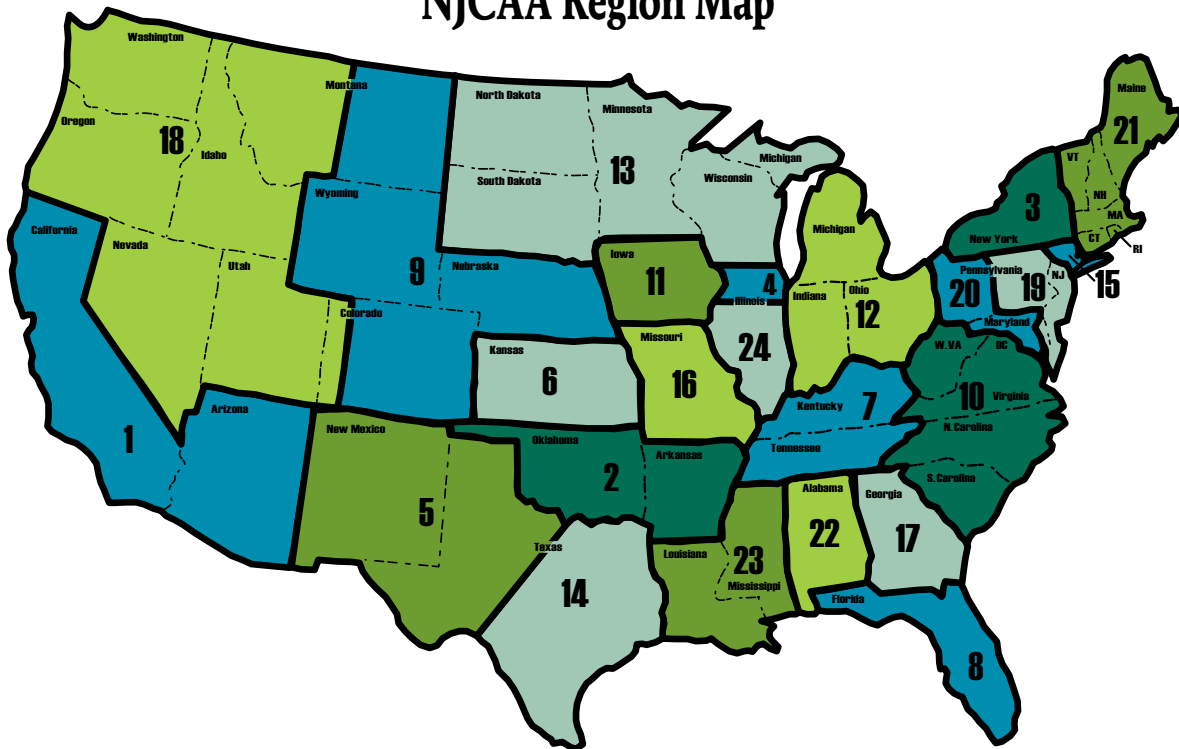 NJCAA Region Map
Washington
Montana
North Dakota
Minnesota
Maine
Oregon
18
Idaho
21
Michigan
VT
13
Wyoming
South Dakota
Wisconsin
NH
3
MA
California
Michigan
New York
CT
RI
Nevada
Utah
9
Nebraska
Iowa
11
4
Illinois
Indiana
Ohio
12
Pennsylvania
20
19
NJ
15
Colorado
Maryland
Kansas
Missouri
24
W. VA
DC
6
16
10
Virginia
Arizona
Kentucky
7
New Mexico
1
Oklahoma
Arkansas
Tennessee
N. Carolina
2
S. Carolina
5
Alabama
Georgia
Texas
Louisiana
23
22
17
Mississippi
14
Florida
8